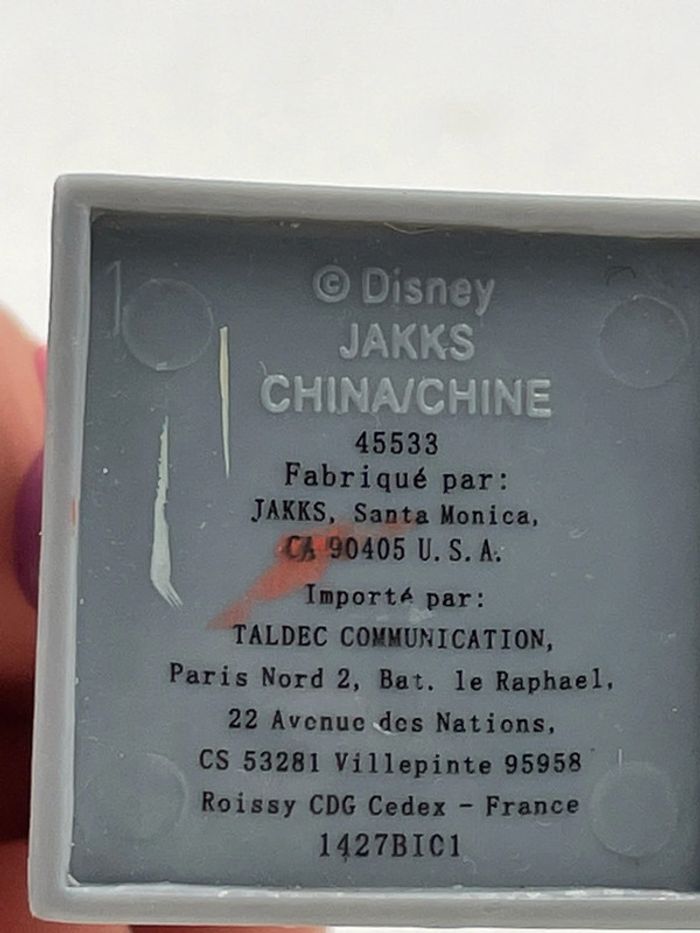 © Disney
JAKKS
CHINA/CHINE
45533
Fabriqué par:
JAKKS, Santa Monica,
CA 90405 U.S.A.
Importé par:
TALDEC COMMUNICATION,
Paris Nord 2, Bat. le Raphael,
22 Avenue des Nations,
CS 53281 Villepinte 95958
Roissy CDG Cedex - France
1427BIC1